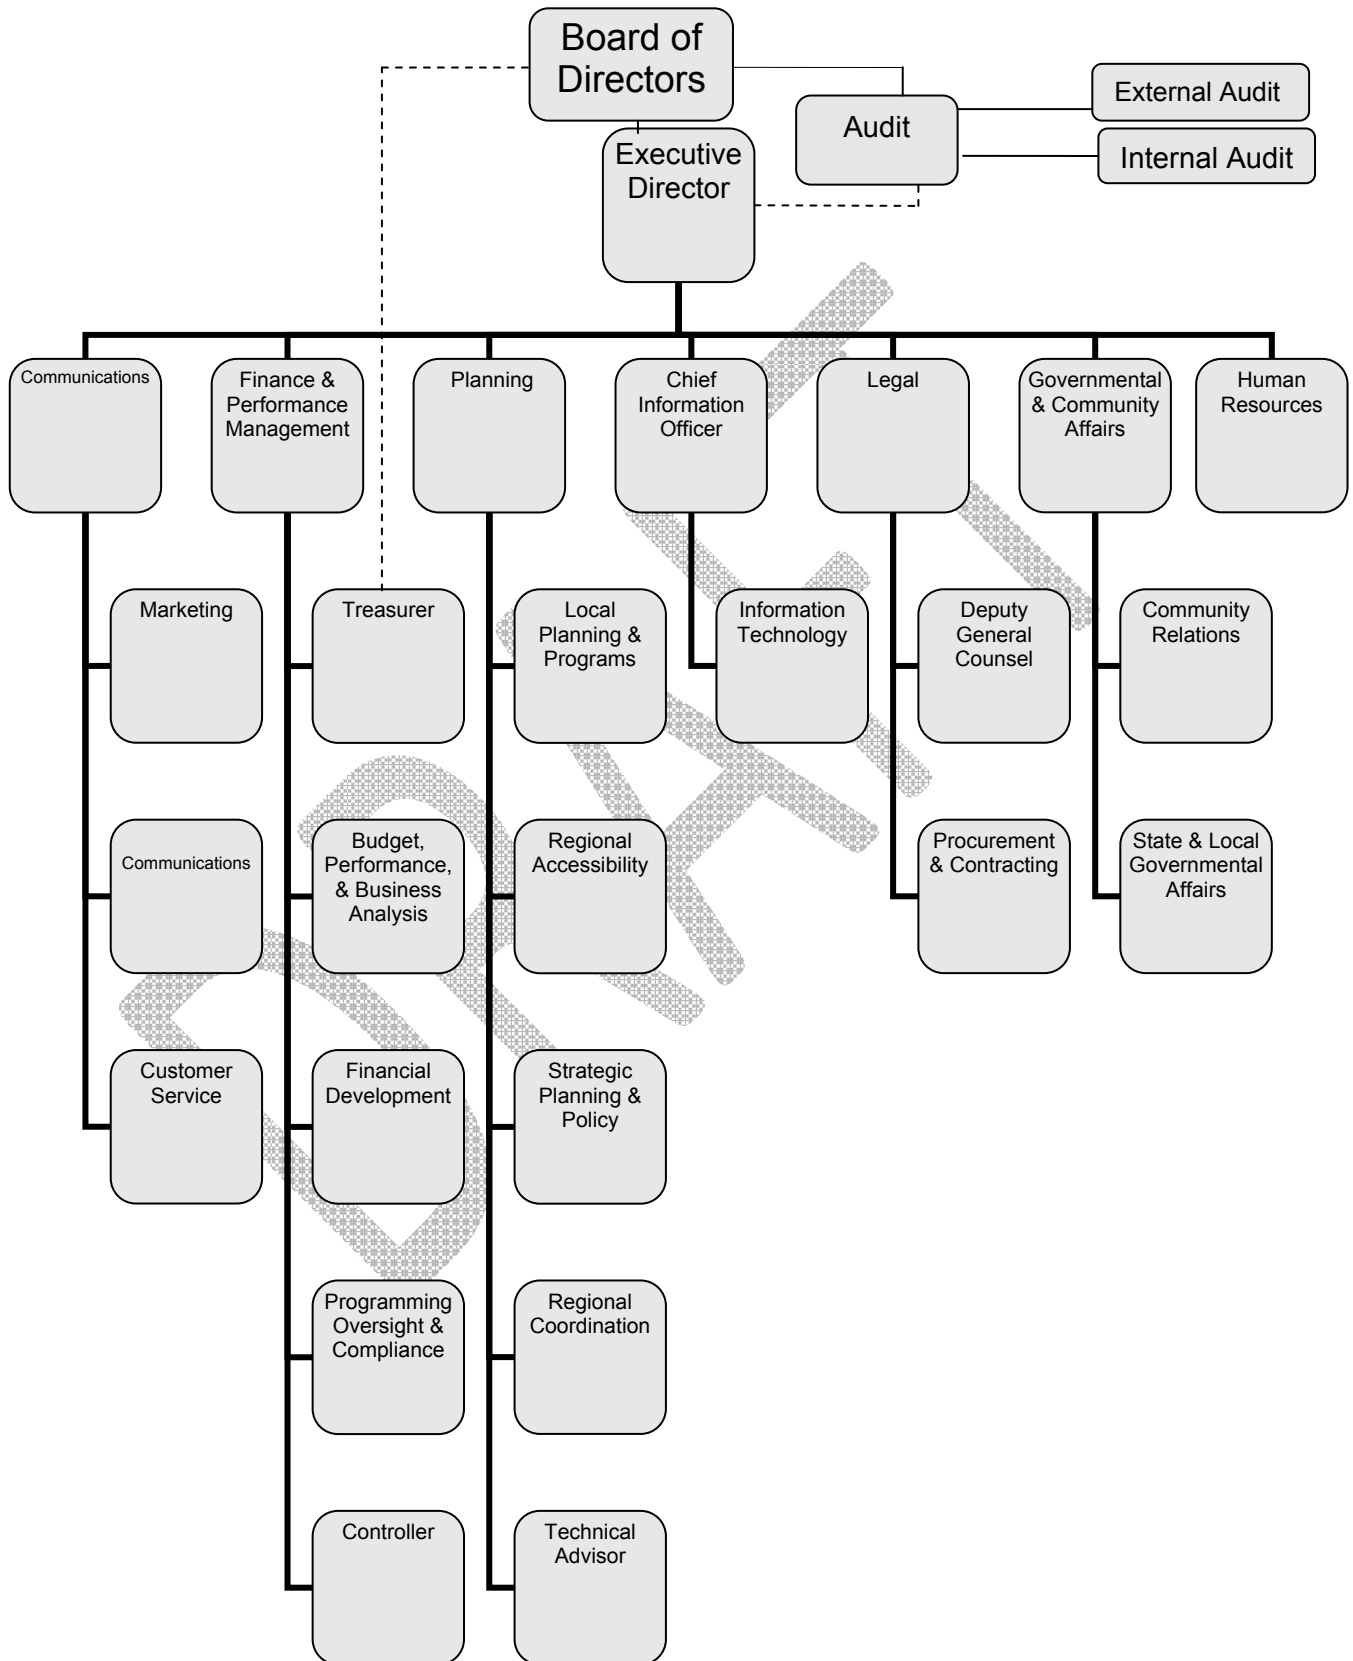 Board of
Directors
External Audit
Audit
Internal Audit
Executive
Director
Communications
Finance &
Performance
Management
Planning
Chief
Information
Officer
Legal
Governmental
& Community
Affairs
Human
Resources
Marketing
Treasurer
Local
Planning &
Programs
Information
Technology
Deputy
General
Counsel
Community
Relations
Communications
Budget,
Performance,
& Business
Analysis
Regional
Accessibility
Procurement
& Contracting
State & Local
Governmental
Affairs
Customer
Service
Financial
Development
Strategic
Planning &
Policy
Programming
Oversight &
Compliance
Regional
Coordination
Controller
Technical
Advisor
DRAFT